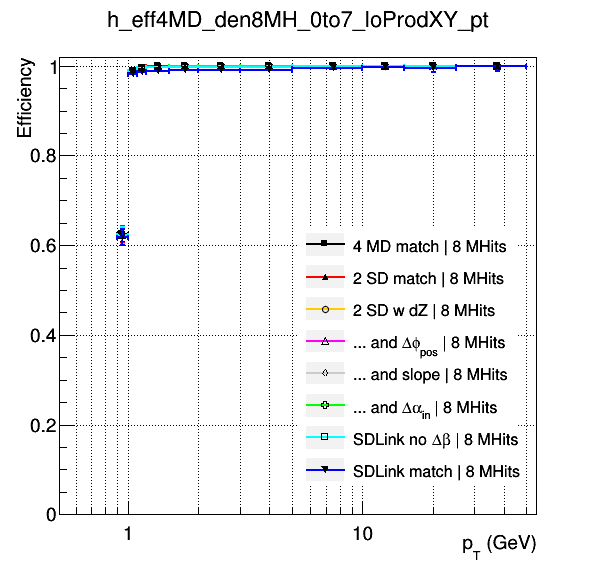 h_eff4MD_den8MH_0to7_loProdXY_pt
Efficiency
1
0.8
0.6
0.4
0.2
0
4 MD match | 8 MHits
2 SD match | 8 MHits
2 SD w dZ | 8 MHits
... and Δϕpos | 8 MHits
... and slope | 8 MHits
... and Δαin | 8 MHits
SDLink no Δβ | 8 MHits
SDLink match | 8 MHits
1
10
pT (GeV)